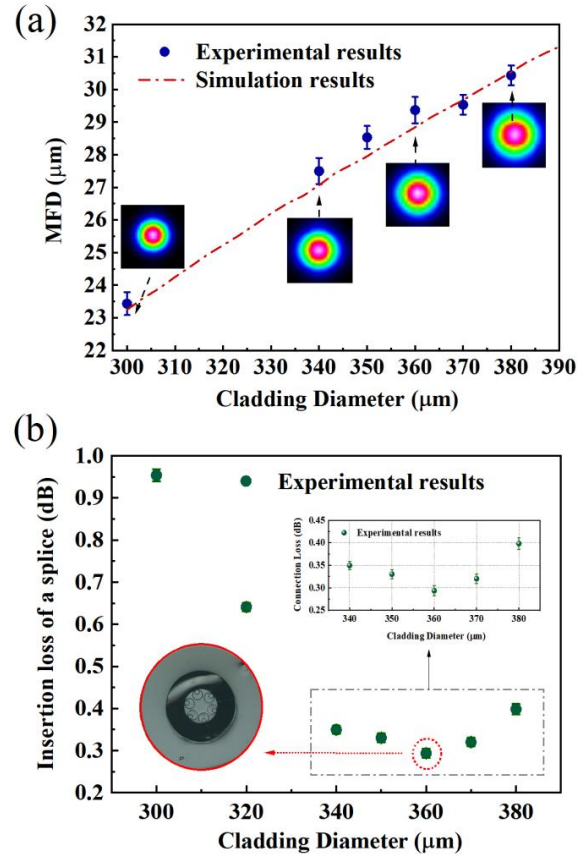 (a)
32
31
30
29
28
27
26
25
24
23
22
MFD (μm)
Experimental results
Simulation results
300 310 320 330 340 350 360 370 380 390
Cladding Diameter (μm)
(b)
1.0
0.9
0.8
0.7
0.6
0.5
0.4
0.3
0.2
Insertion loss of a splice (dB)
Experimental results
0.45
0.40
0.35
0.30
0.25
Connection Loss (dB)
Experimental results
340 350 360 370 380
Cladding Diameter (μm)
300 320 340 360 380
Cladding Diameter (μm)